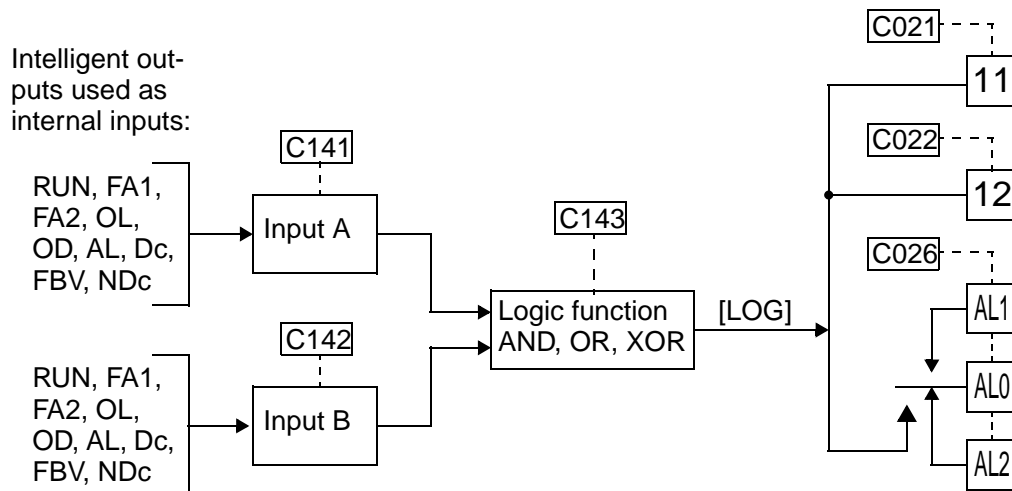 Intelligent out-
puts used as
internal inputs:
RUN, FA1,
FA2, OL,
OD, AL, Dc,
FBV, NDc
C141
Input A
RUN, FA1,
FA2, OL,
OD, AL, Dc,
FBV, NDc
C142
Input B
C143
Logic function
AND, OR, XOR
[LOG]
C021
11
C022
12
C026
AL1
AL0
AL2